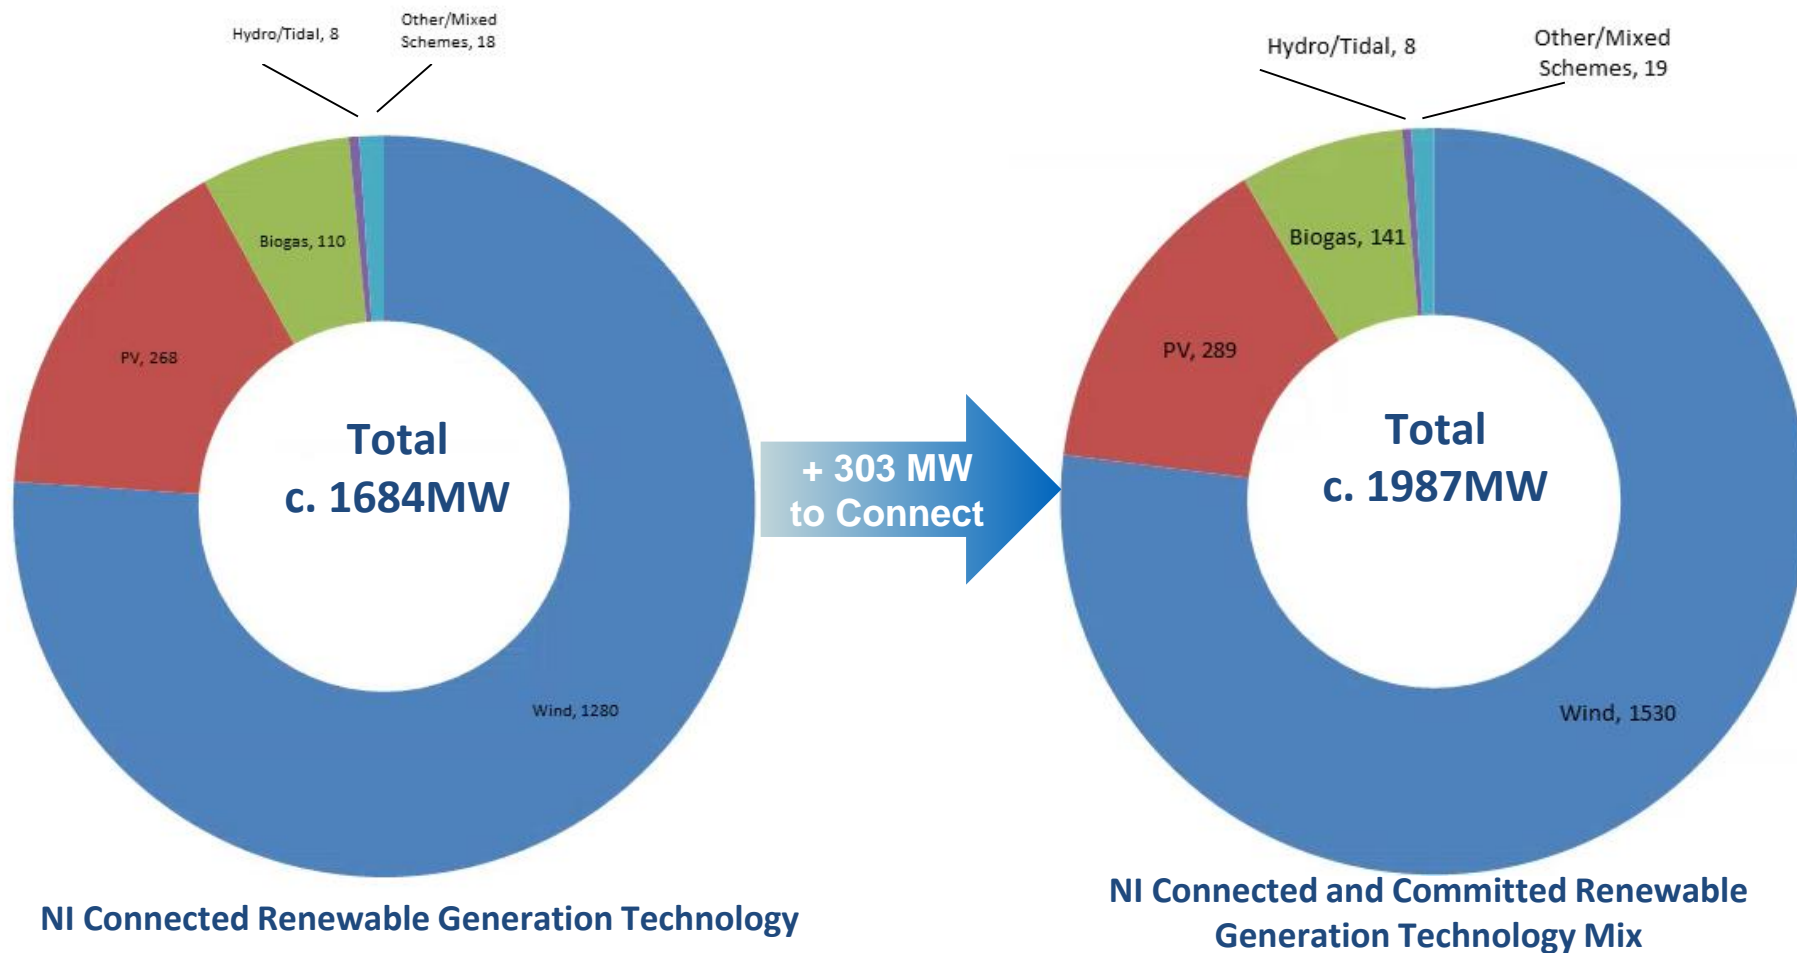 Hydro/Tidal, 8
Other/Mixed
Schemes, 18
Biogas, 110
PV, 268
Total
c. 1684MW
Wind, 1280
NI Connected Renewable Generation Technology
+ 303 MW
to Connect
Hydro/Tidal, 8
Other/Mixed
Schemes, 19
Biogas, 141
PV, 289
Total
c. 1987MW
Wind, 1530
NI Connected and Committed Renewable
Generation Technology Mix